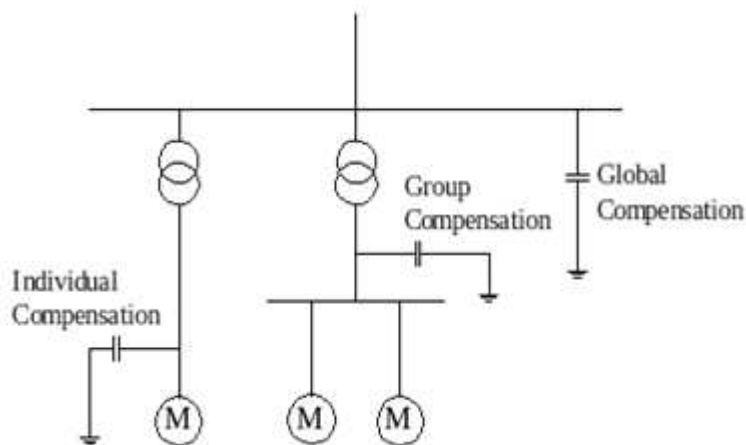 Group
Compensation
Global
Compensation
Individual
Compensation
M
M
M